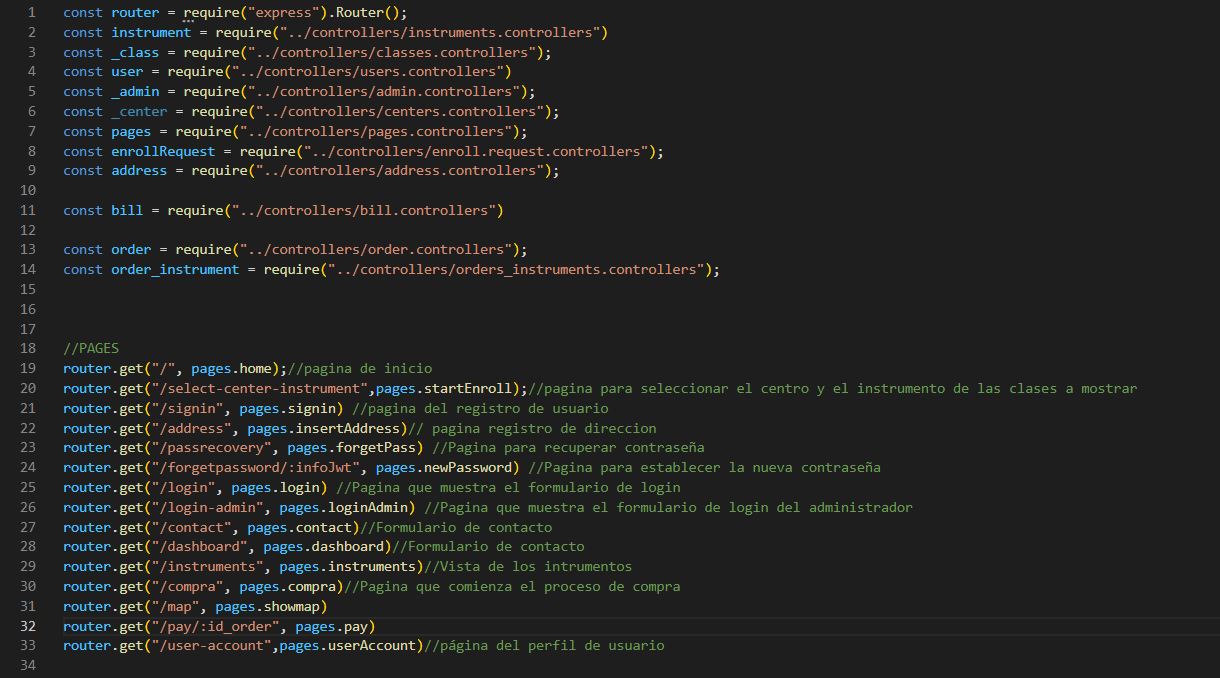 1 const router = require("express").Router();
2 const instrument = require("../controllers/instruments.controllers")
3 const _class = require("../controllers/classes.controllers");
4 const user = require("../controllers/users.controllers")
5 const _admin = require("../controllers/admin.controllers");
6 const _center = require("../controllers/centers.controllers");
7 const pages = require("../controllers/pages.controllers");
8 const enrollRequest = require("../controllers/enroll.request.controllers");
9 const address = require("../controllers/address.controllers");
10
11 const bill = require("../controllers/bill.controllers")
12
13 const order = require("../controllers/order.controllers");
14 const order_instrument = require("../controllers/orders_instruments.controllers");
15
16
17
18 //PAGES
19 router.get("/", pages.home);//pagina de inicio
20 router.get("/select-center-instrument",pages.startEnroll);//pagina para seleccionar el centro y el instrumento de las clases a mostrar
21 router.get("/signin", pages.signin) //pagina del registro de usuario
22 router.get("/address", pages.insertAddress)// pagina registro de direccion
23 router.get("/passrecovery", pages.forgetPass) //Pagina para recuperar contraseña
24 router.get("/forgetpassword/:infoJwt", pages.newPassword) //Pagina para establecer la nueva contraseña
25 router.get("/login", pages.login) //Pagina que muestra el formulario de login
26 router.get("/login-admin", pages.loginAdmin) //Pagina que muestra el formulario de login del administrador
27 router.get("/contact", pages.contact)//Formulario de contacto
28 router.get("/dashboard", pages.dashboard)//Formulario de contacto
29 router.get("/instruments", pages.instruments)//Vista de los intrumentos
30 router.get("/compra", pages.compra)//Pagina que comienza el proceso de compra
31 router.get("/map", pages.showmap)
32 router.get("/pay/:id_order", pages.pay)
33 router.get("/user-account",pages.userAccount)//página del perfil de usuario
34